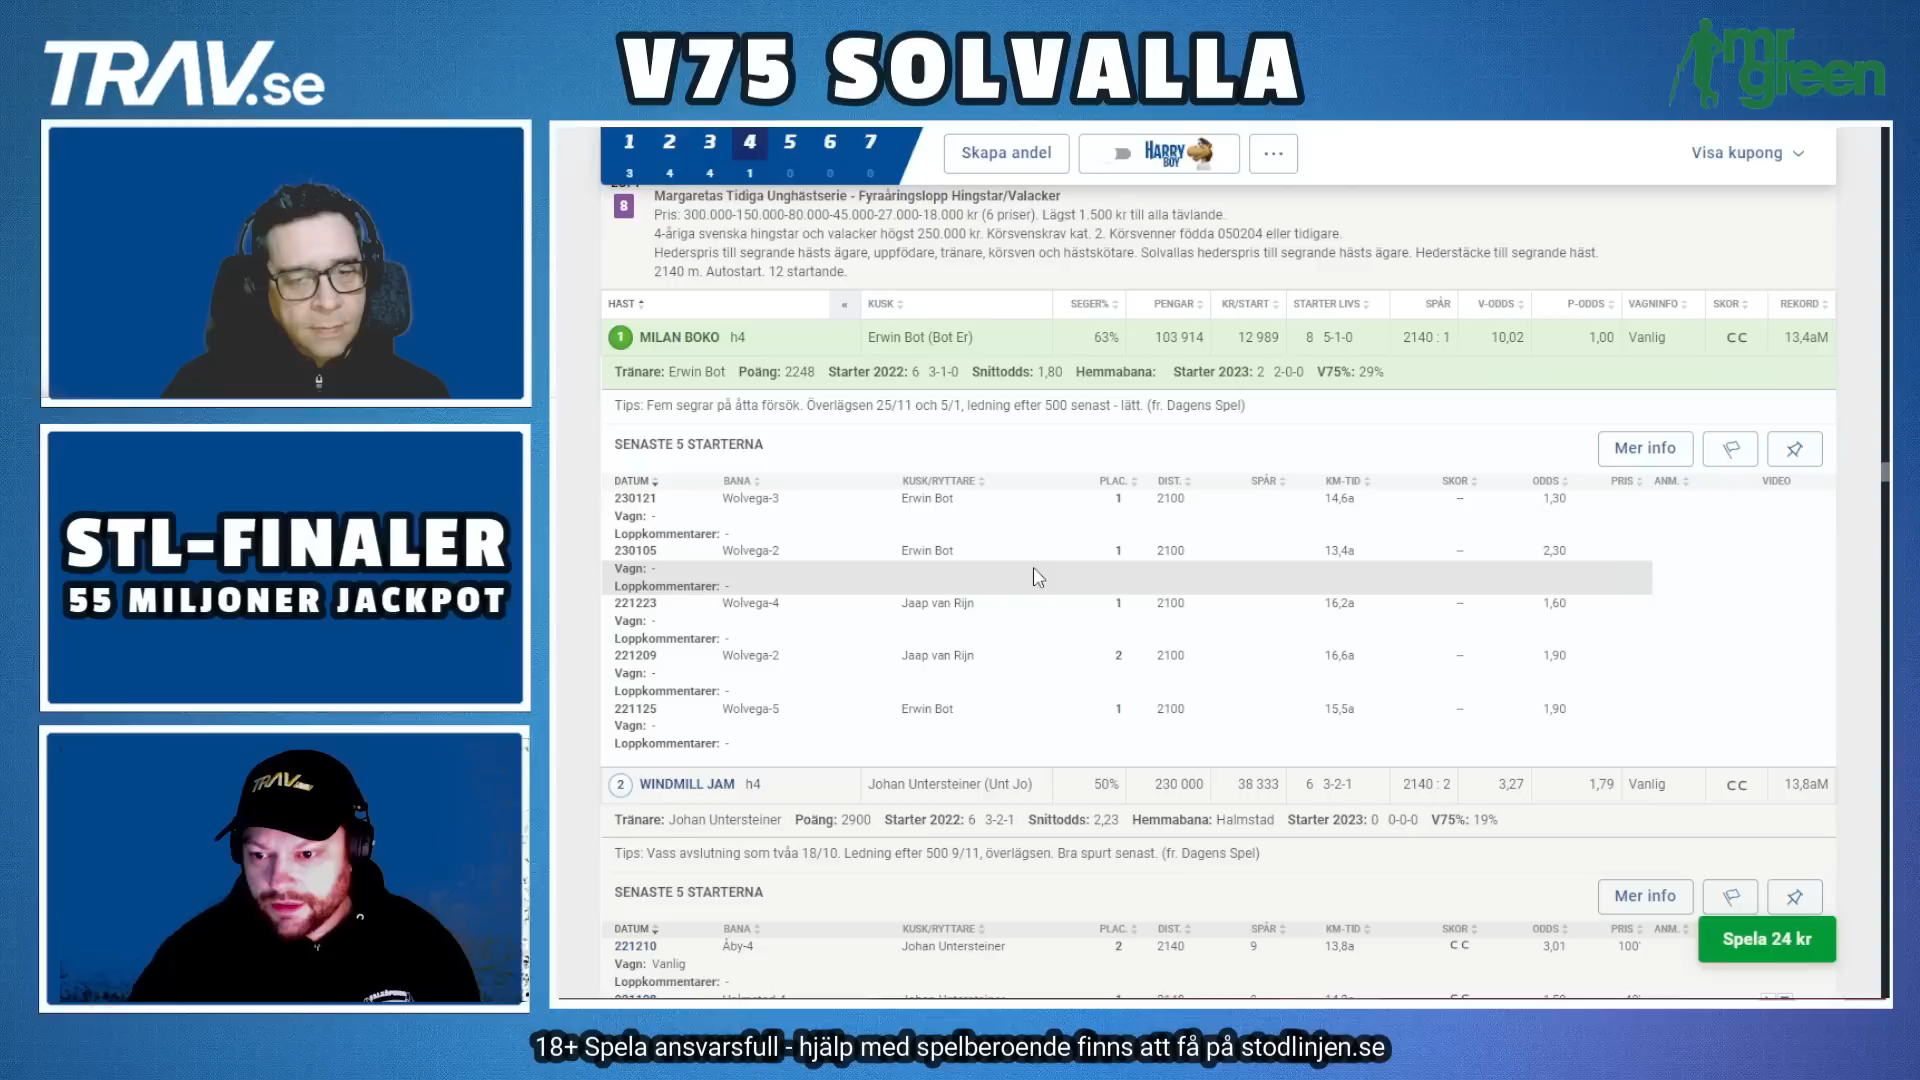 TRAV.se
V75 SOLVALLA
mr green
STL-FINALER
55 MILJONER JACKPOT
TRAV
1 2 3 4 5 6 7
3 4 4 1 0 0 0
Skapa andel
HARRY BOY
...
Visa kupong
8
Margaretas Tidiga Unghästserie - Fyraåringslopp Hingstar/Valacker
Pris: 300.000-150.000-80.000-45.000-27.000-18.000 kr (6 priser). Lägst 1.500 kr till alla tävlande.
4-åriga svenska hingstar och valacker högst 250.000 kr. Körsvenskrav kat. 2. Körsvenner födda 050204 eller tidigare.
Hederspris till segrande hästs ägare, uppfödare, tränare, körsven och hästskötare. Solvallas hederspris till segrande hästs ägare. Hederstäcke till segrande häst.
2140 m. Autostart. 12 startande.
HÄST « KUSK SEGER% PENGAR KR/START STARTER LIVS SPÅR V-ODDS P-ODDS VAGNINFO SKOR REKORD
1 MILAN BOKO h4 Erwin Bot (Bot Er) 63% 103 914 12 989 8 5-1-0 2140 : 1 10,02 1,00 Vanlig C C 13,4aM
Tränare: Erwin Bot Poäng: 2248 Starter 2022: 6 3-1-0 Snittodds: 1,80 Hemmabana: Starter 2023: 2 2-0-0 V75%: 29%
Tips: Fem segrar på åtta försök. Överlägsen 25/11 och 5/1, ledning efter 500 senast - lätt. (fr. Dagens Spel)
SENASTE 5 STARTERNA
Mer info
DATUM BANA KUSK/RYTTARE PLAC. DIST. SPÅR KM-TID SKOR ODDS PRIS ANM. VIDEO
230121 Wolvega-3 Erwin Bot 1 2100 14,6a -- 1,30
Vagn: -
Loppkommentarer: -
230105 Wolvega-2 Erwin Bot 1 2100 13,4a -- 2,30
Vagn: -
Loppkommentarer: -
221223 Wolvega-4 Jaap van Rijn 1 2100 16,2a -- 1,60
Vagn: -
Loppkommentarer: -
221209 Wolvega-2 Jaap van Rijn 2 2100 16,6a -- 1,90
Vagn: -
Loppkommentarer: -
221125 Wolvega-5 Erwin Bot 1 2100 15,5a -- 1,90
Vagn: -
Loppkommentarer: -
2 WINDMILL JAM h4 Johan Untersteiner (Unt Jo) 50% 230 000 38 333 6 3-2-1 2140 : 2 3,27 1,79 Vanlig C C 13,8aM
Tränare: Johan Untersteiner Poäng: 2900 Starter 2022: 6 3-2-1 Snittodds: 2,23 Hemmabana: Halmstad Starter 2023: 0 0-0-0 V75%: 19%
Tips: Vass avslutning som tvåa 18/10. Ledning efter 500 9/11, överlägsen. Bra spurt senast. (fr. Dagens Spel)
SENASTE 5 STARTERNA
Mer info
DATUM BANA KUSK/RYTTARE PLAC. DIST. SPÅR KM-TID SKOR ODDS PRIS ANM.
221210 Åby-4 Johan Untersteiner 2 2140 9 13,8a C C 3,01 100'
Vagn: Vanlig
Loppkommentarer: -
Spela 24 kr
18+ Spela ansvarsfull - hjälp med spelberoende finns att få på stodlinjen.se